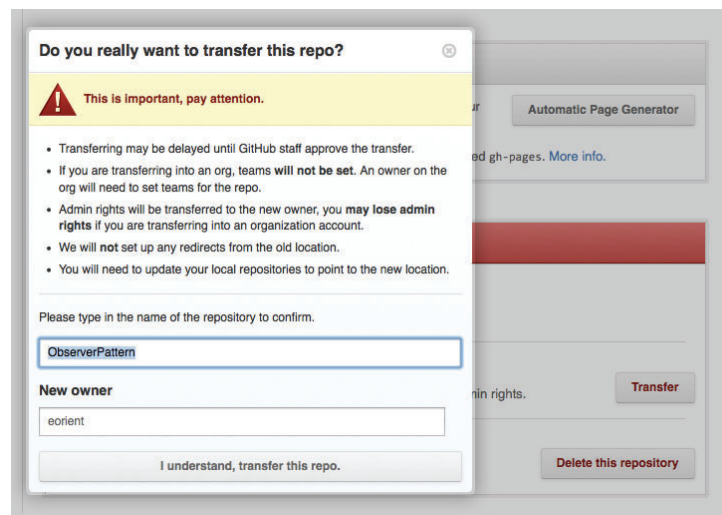 Do you really want to transfer this repo?
This is important, pay attention.
Transferring may be delayed until GitHub staff approve the transfer.
If you are transferring into an org, teams will not be set. An owner on the
org will need to set teams for the repo.
Admin rights will be transferred to the new owner, you may lose admin
rights if you are transferring into an organization account.
We will not set up any redirects from the old location.
You will need to update your local repositories to point to the new location.
Please type in the name of the repository to confirm.
ObserverPattern
New owner
eorient
I understand, transfer this repo.
Automatic Page Generator
gh-pages. More info.
rights.
Transfer
Delete this repository